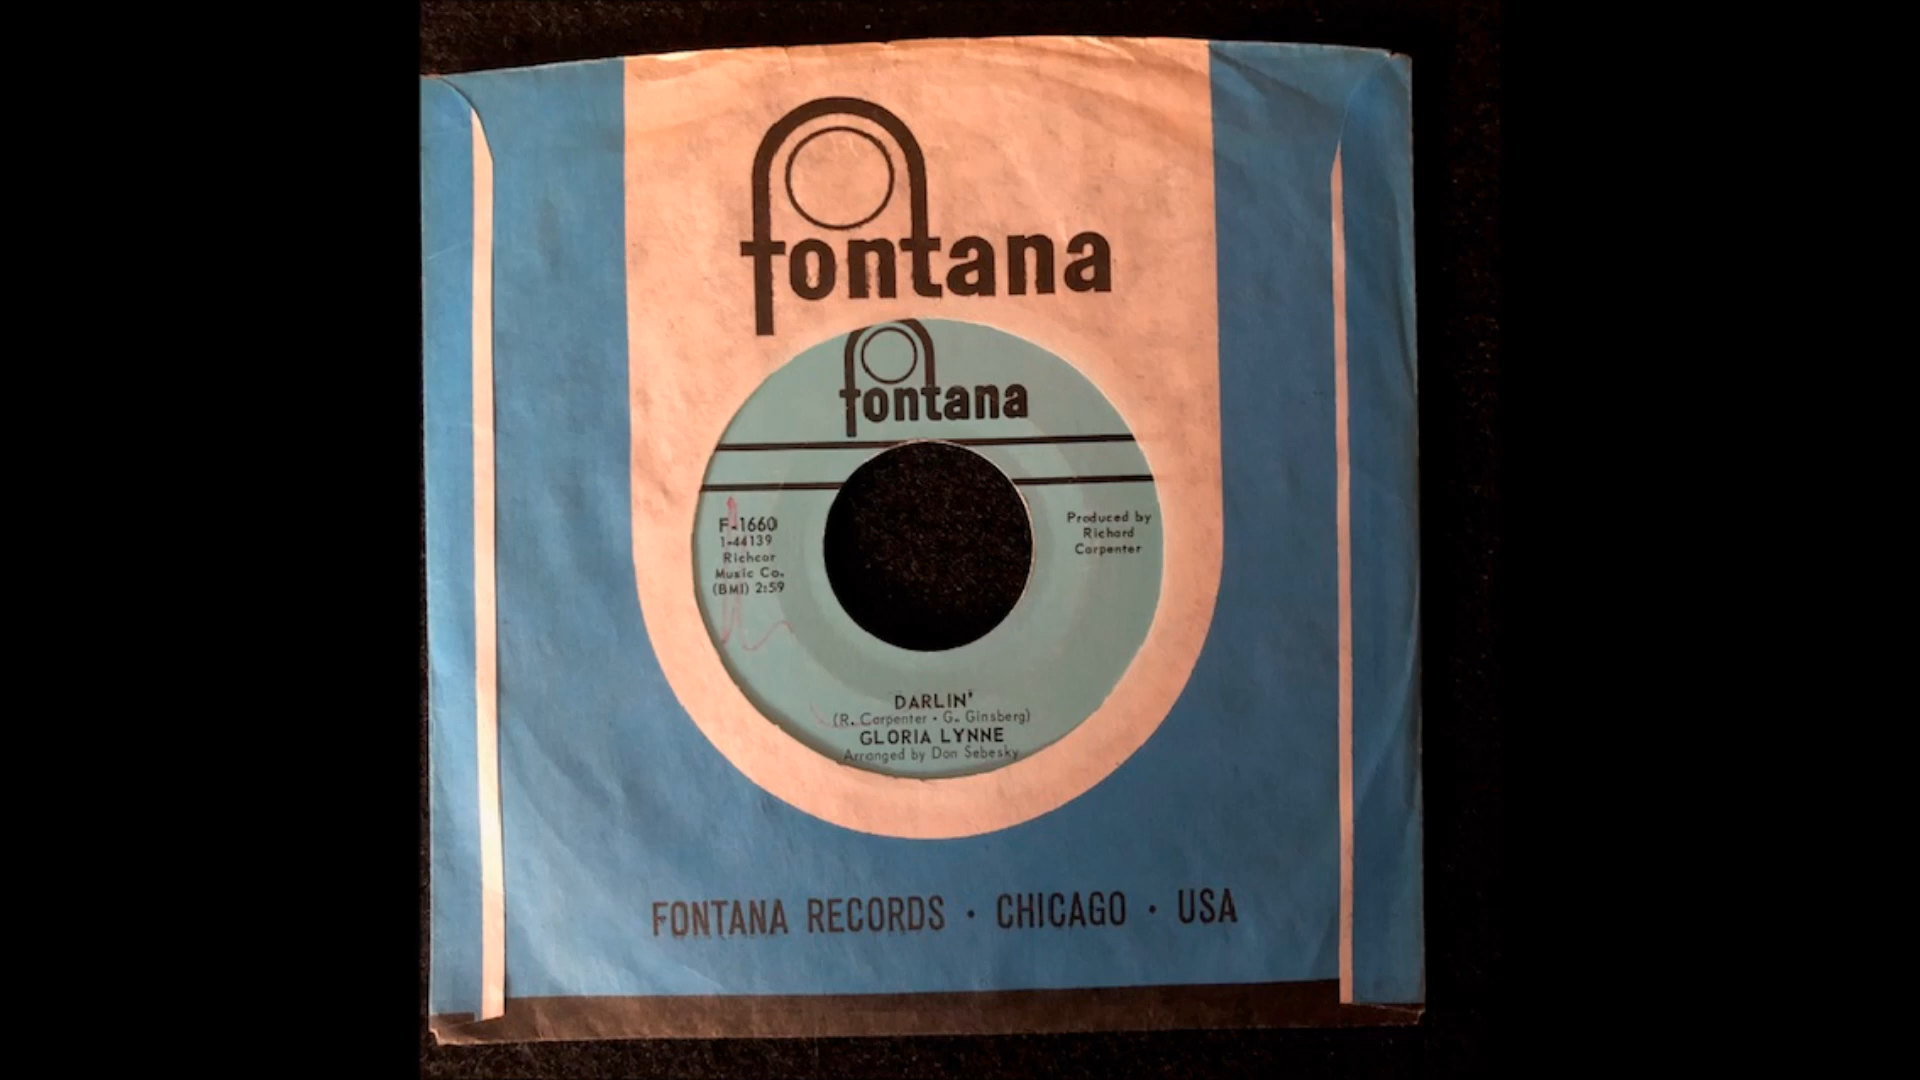 fontana
fontana
F-1660
1-44139
Richcar
Music Co.
(BMI) 2:59
Produced by
Richard
Carpenter
DARLIN'
(R. Carpenter - G. Ginsberg)
GLORIA LYNNE
Arranged by Don Sebesky
FONTANA RECORDS · CHICAGO · USA